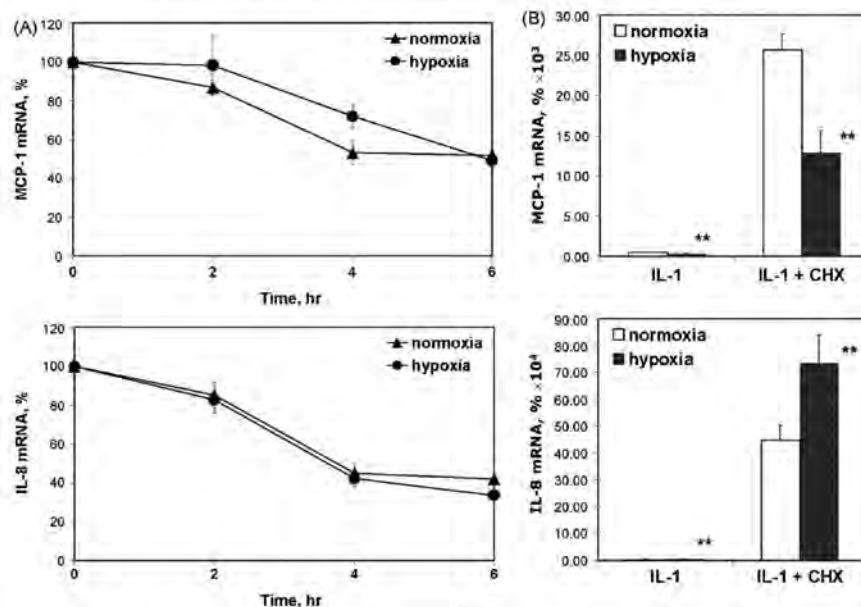 (A)
MCP-1 mRNA, %
120
100
80
60
40
20
0
normoxia
hypoxia
0 2 4 6
Time, hr
(B)
MCP-1 mRNA, % ×10³
30.00
25.00
20.00
15.00
10.00
5.00
0.00
normoxia
hypoxia
**
**
IL-1 IL-1 + CHX
IL-8 mRNA, %
120
100
80
60
40
20
0
normoxia
hypoxia
0 2 4 6
Time, hr
IL-8 mRNA, % ×10³
90.00
80.00
70.00
60.00
50.00
40.00
30.00
20.00
10.00
0.00
normoxia
hypoxia
**
**
IL-1 IL-1 + CHX